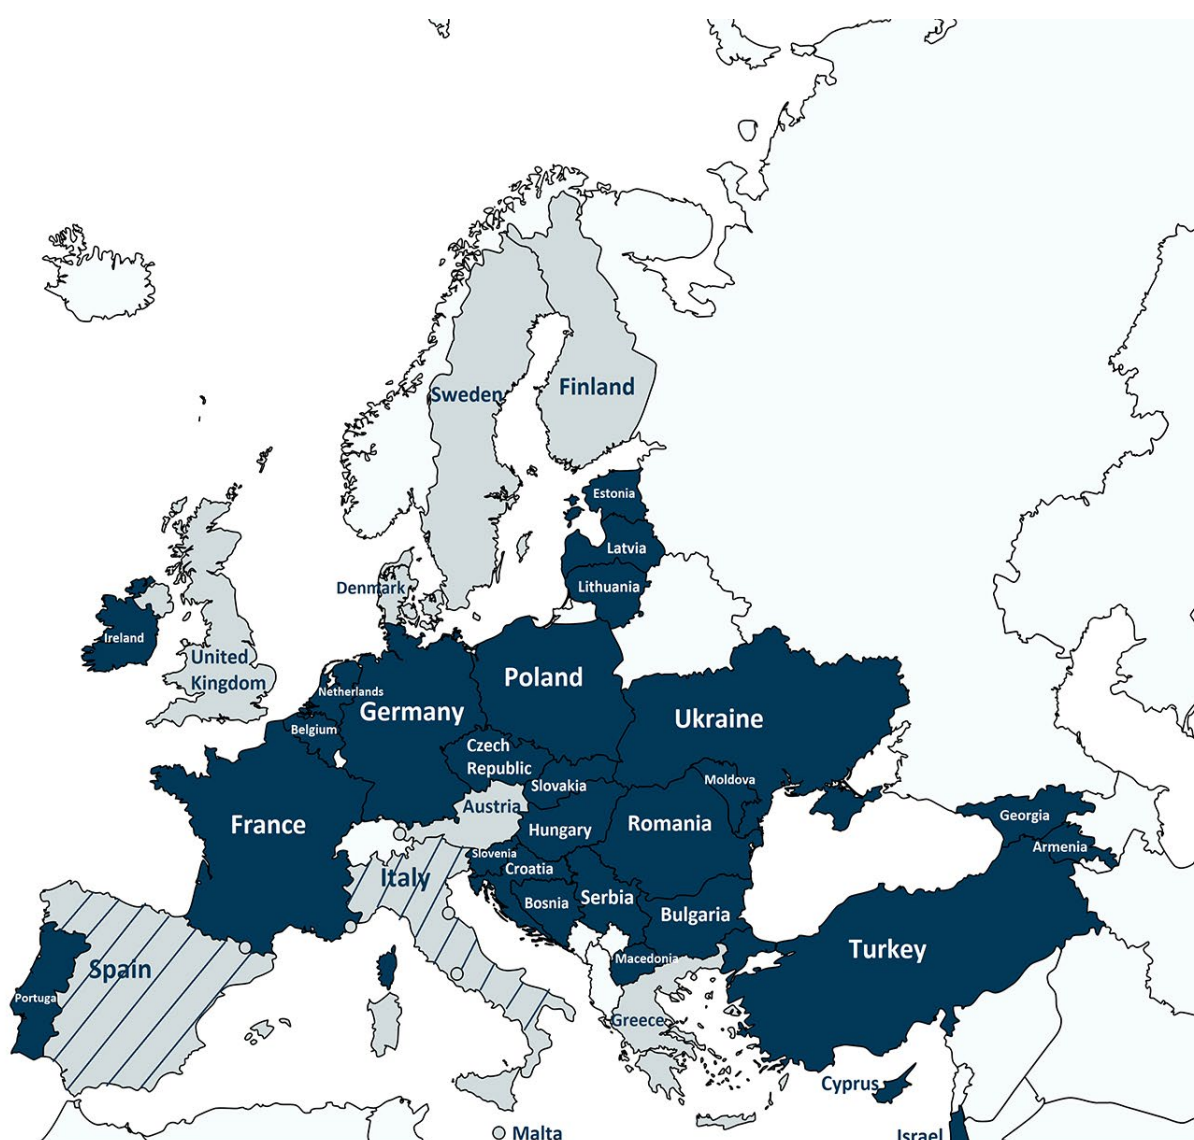 Sweden
Finland
Estonia
Latvia
Lithuania
Denmark
Ireland
United
Kingdom
Netherlands
Belgium
Germany
Poland
Ukraine
Czech
Republic
Slovakia
Moldova
Austria
France
Hungary
Romania
Georgia
Armenia
Slovenia
Croatia
Italy
Bosnia
Serbia
Bulgaria
Turkey
Macedonia
Spain
Portuga
Greece
Cyprus
Malta
Israel